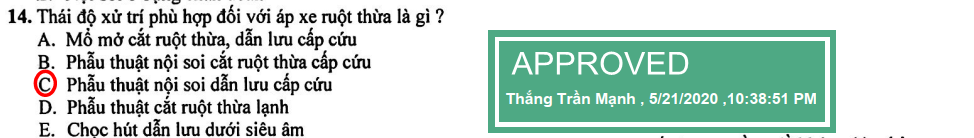 14. Thái độ xử trí phù hợp đối với áp xe ruột thừa là gì ?
A. Mổ mở cắt ruột thừa, dẫn lưu cấp cứu
B. Phẫu thuật nội soi cắt ruột thừa cấp cứu
C Phẫu thuật nội soi dẫn lưu cấp cứu
D. Phẫu thuật cắt ruột thừa lạnh
E. Chọc hút dẫn lưu dưới siêu âm
APPROVED
Thắng Trần Mạnh , 5/21/2020 ,10:38:51 PM